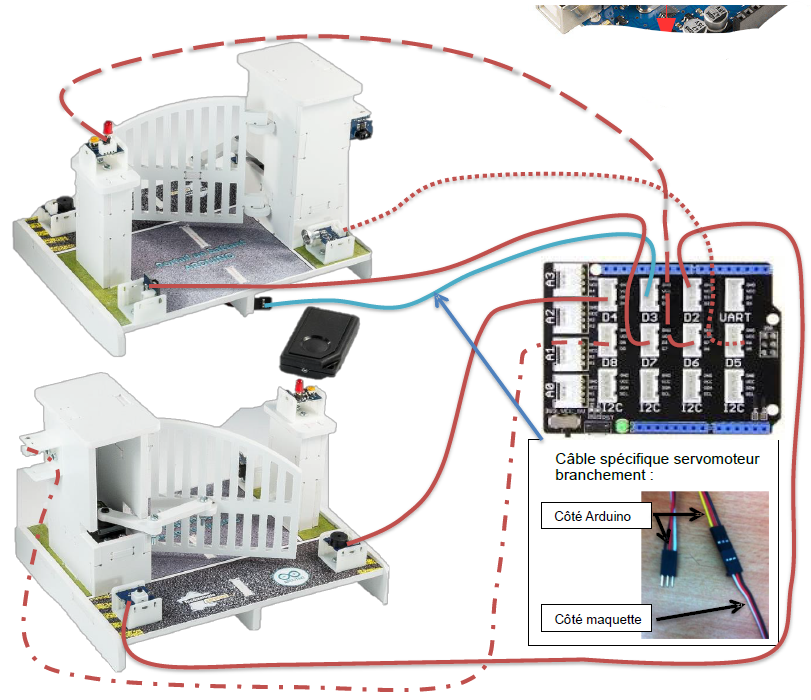 ARDUINO
A3
A2
A1
A0
D4
D3
D2
UART
D8
D7
D6
D5
I2C
I2C
I2C
I2C
Câble spécifique servomoteur
branchement :
Côté Arduino
Côté maquette